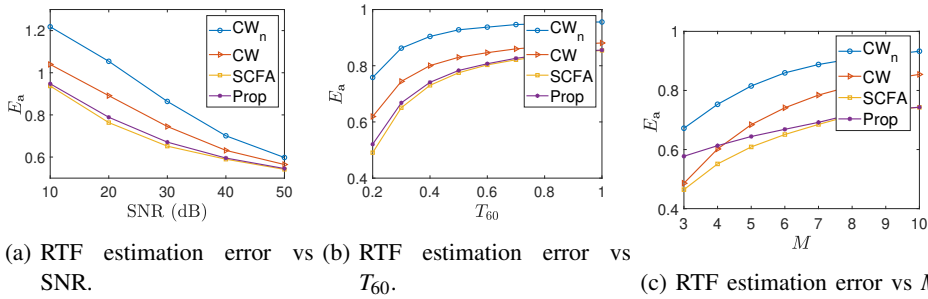 1.2
1
0.8
0.6
E_a
10 20 30 40 50
SNR (dB)
CW_n
CW
SCFA
Prop
(a) RTF estimation error vs SNR.
1
0.8
0.6
0.4
E_a
0.2 0.4 0.6 0.8 1
T_60
CW_n
CW
SCFA
Prop
(b) RTF estimation error vs T_60.
1
0.8
0.6
0.4
E_a
3 4 5 6 7 8 9 10
M
CW_n
CW
SCFA
Prop
(c) RTF estimation error vs M